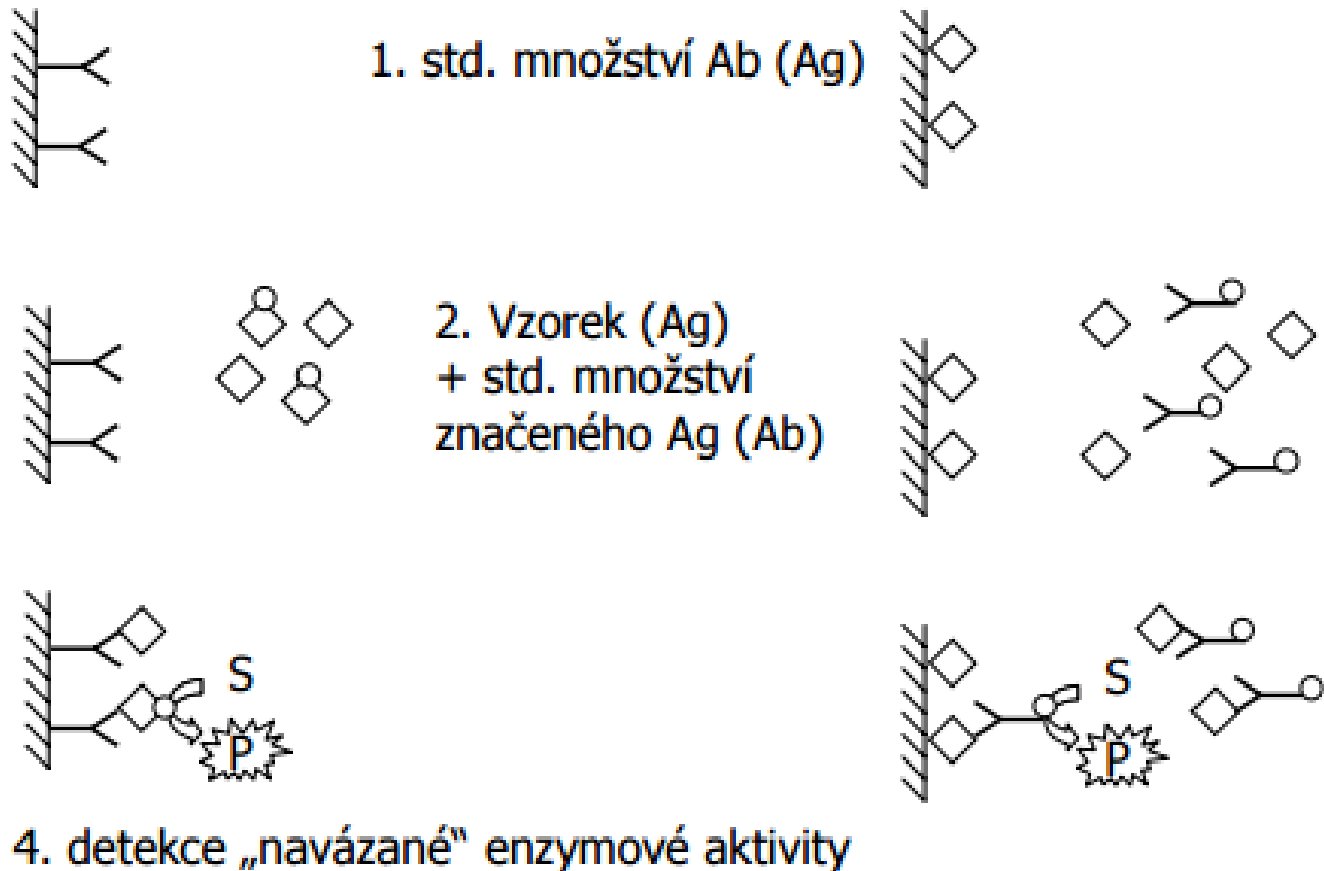 1. std. množství Ab (Ag)
2. Vzorek (Ag)
+ std. množství
značeného Ag (Ab)
S
P
S
P
4. detekce „navázané“ enzymové aktivity